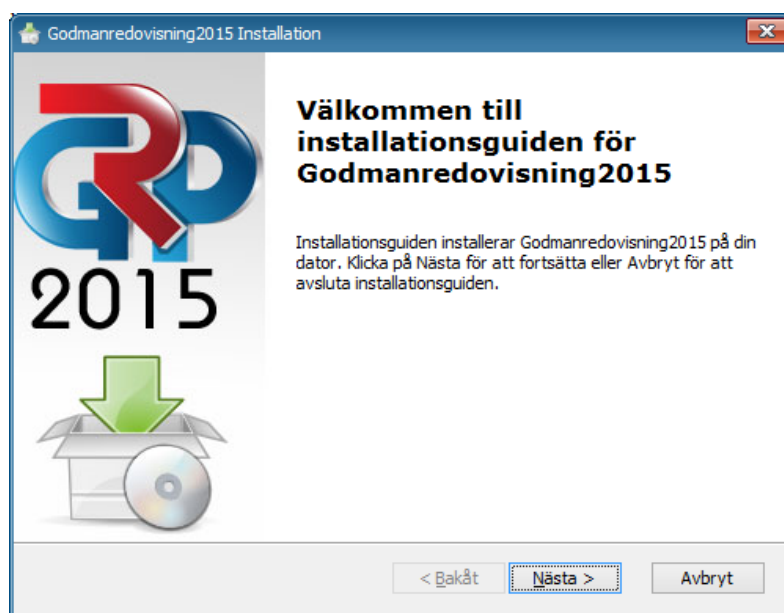 Godmanredovisning2015 Installation
GRP
2015
Välkommen till
installationsguiden för
Godmanredovisning2015
Installationsguiden installerar Godmanredovisning2015 på din
dator. Klicka på Nästa för att fortsätta eller Avbryt för att
avsluta installationsguiden.
< Bakåt
Nästa >
Avbryt